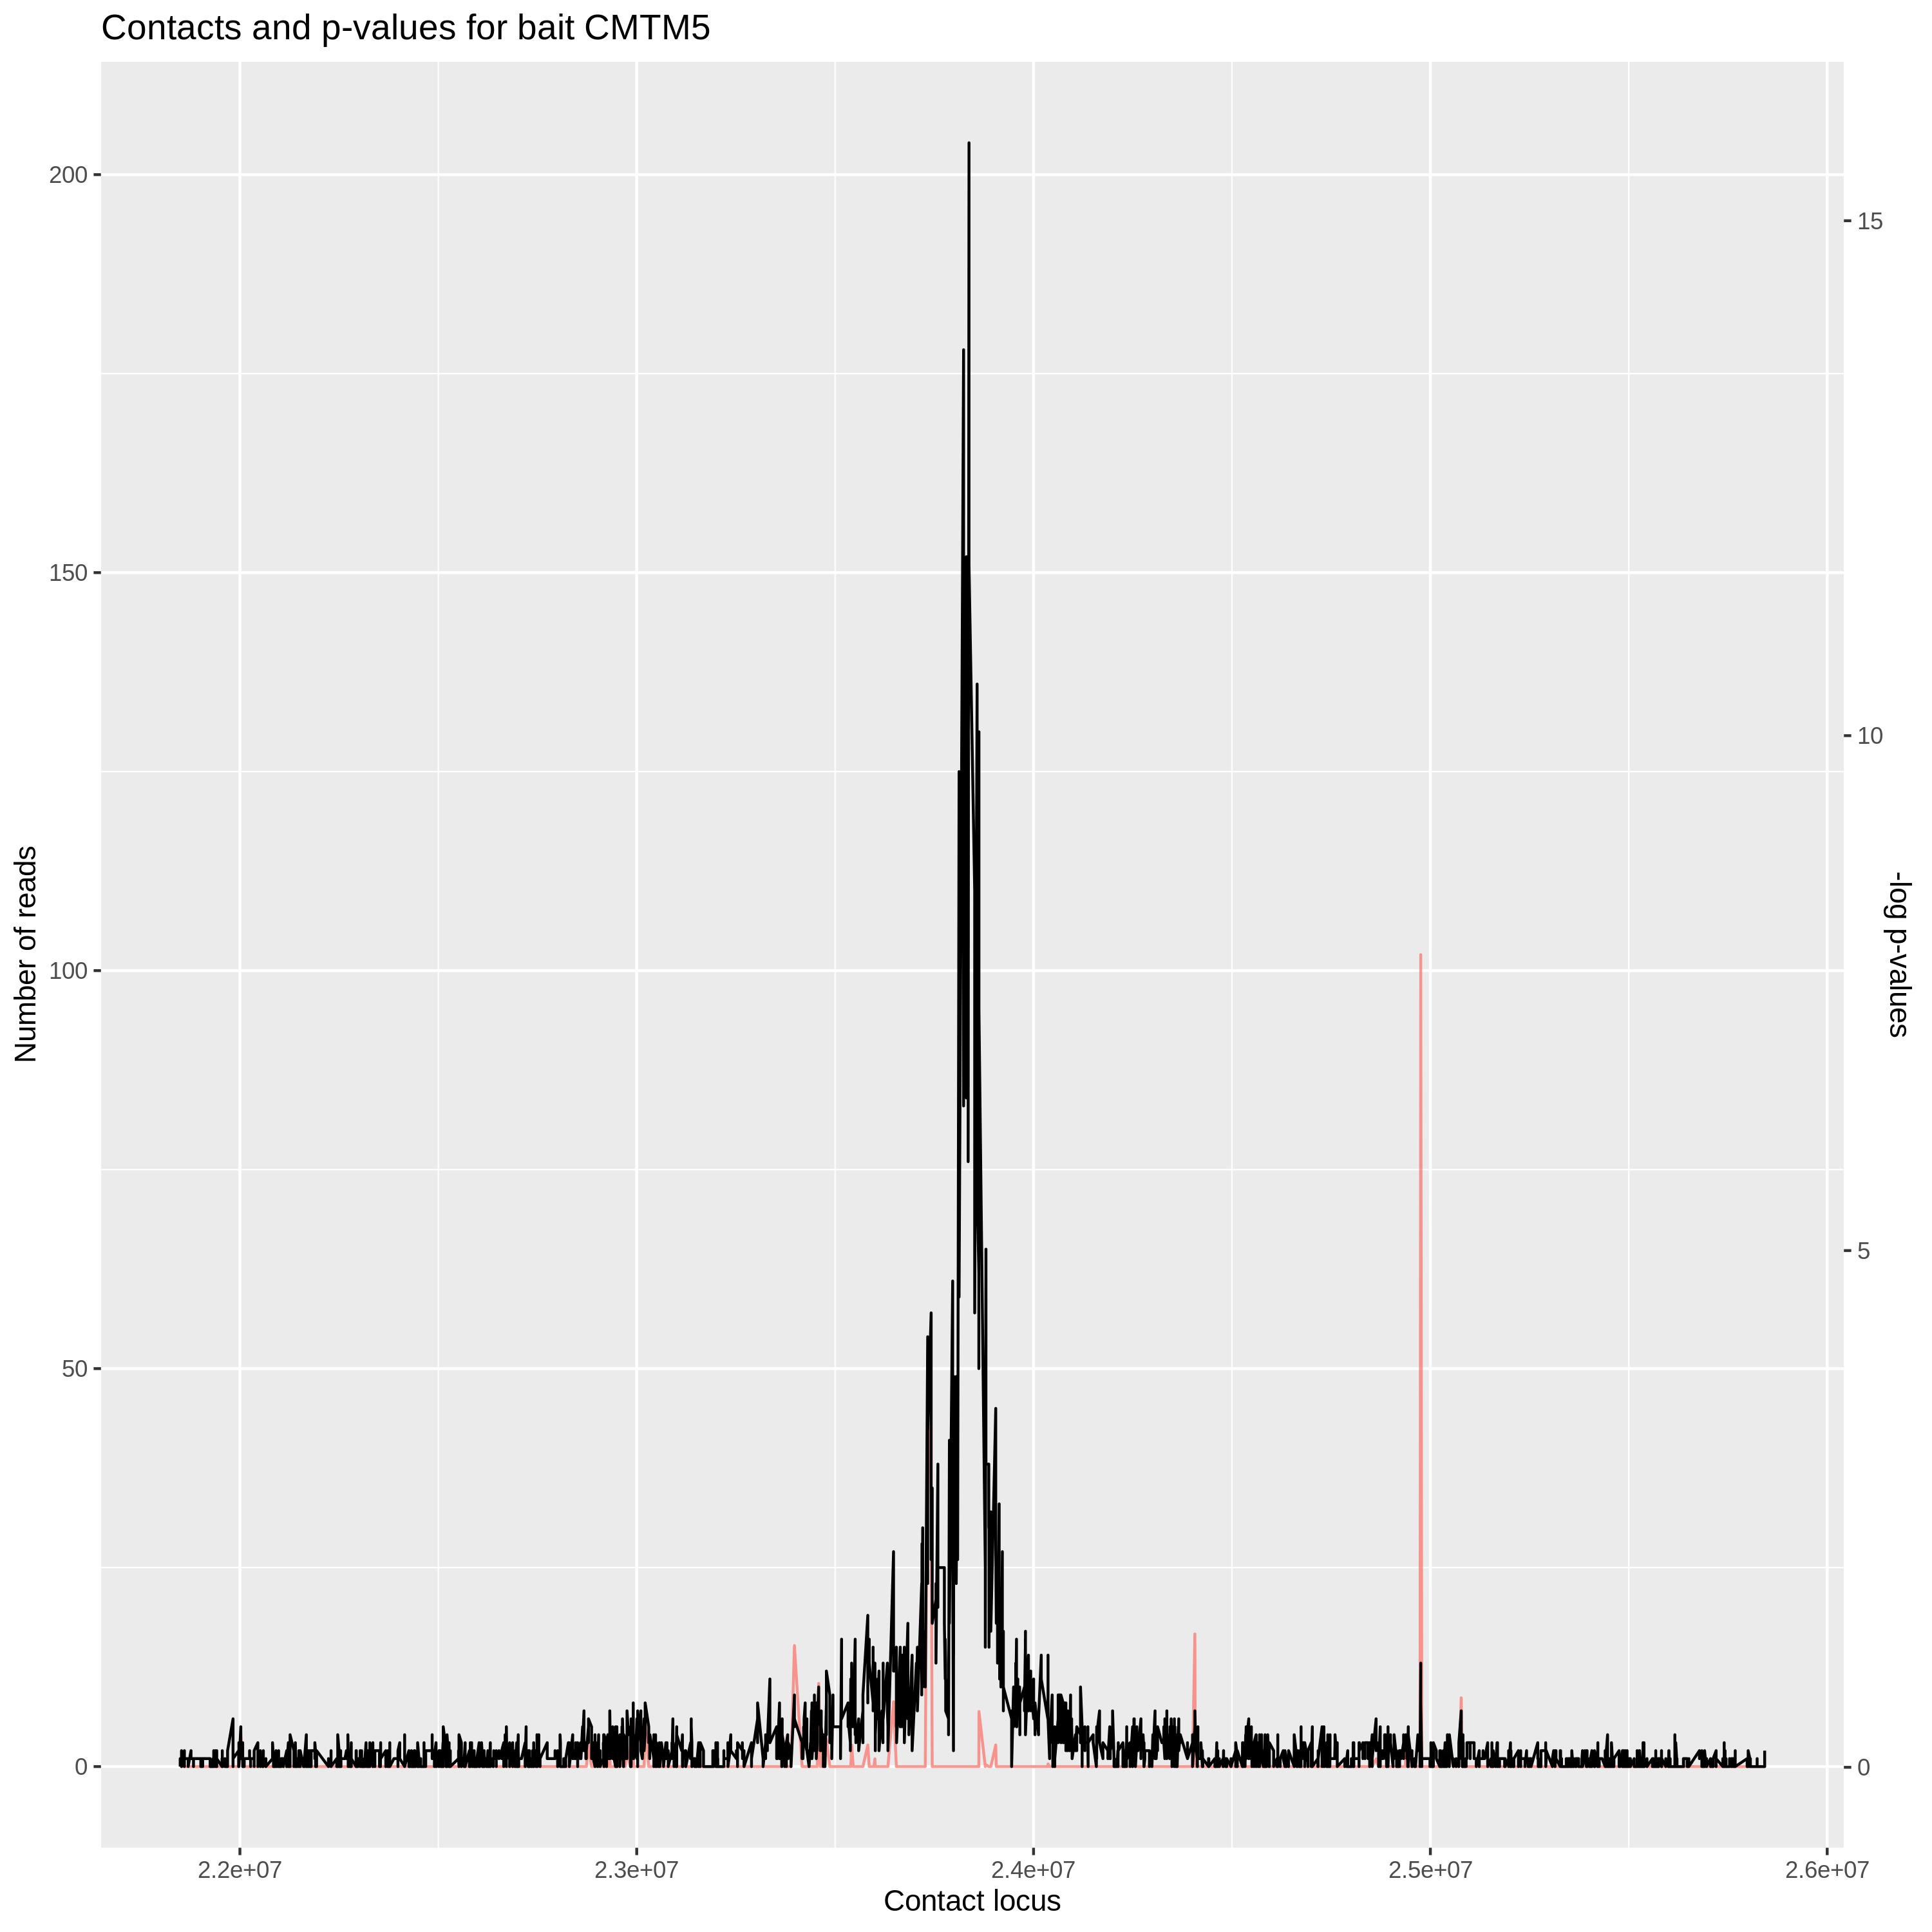 Contacts and p-values for bait CMTM5
200
150
100
50
0
Number of reads
15
10
5
0
-log p-values
2.2e+07 2.3e+07 2.4e+07 2.5e+07 2.6e+07
Contact locus